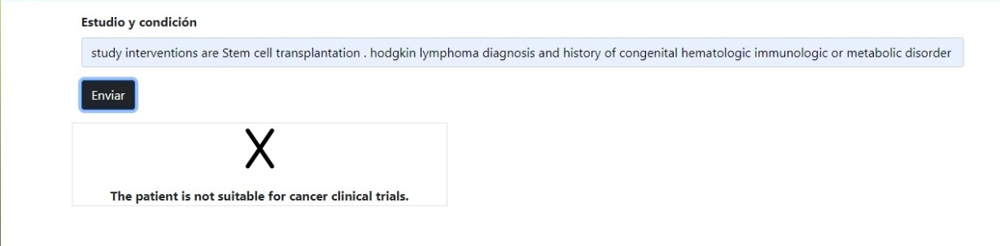 Estudio y condición
study interventions are Stem cell transplantation . hodgkin lymphoma diagnosis and history of congenital hematologic immunologic or metabolic disorder
Enviar
X
The patient is not suitable for cancer clinical trials.